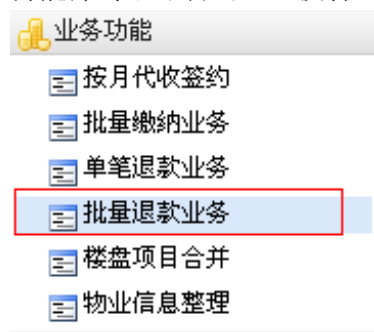 业务功能
按月代收签约
批量缴纳业务
单笔退款业务
批量退款业务
楼盘项目合并
物业信息整理